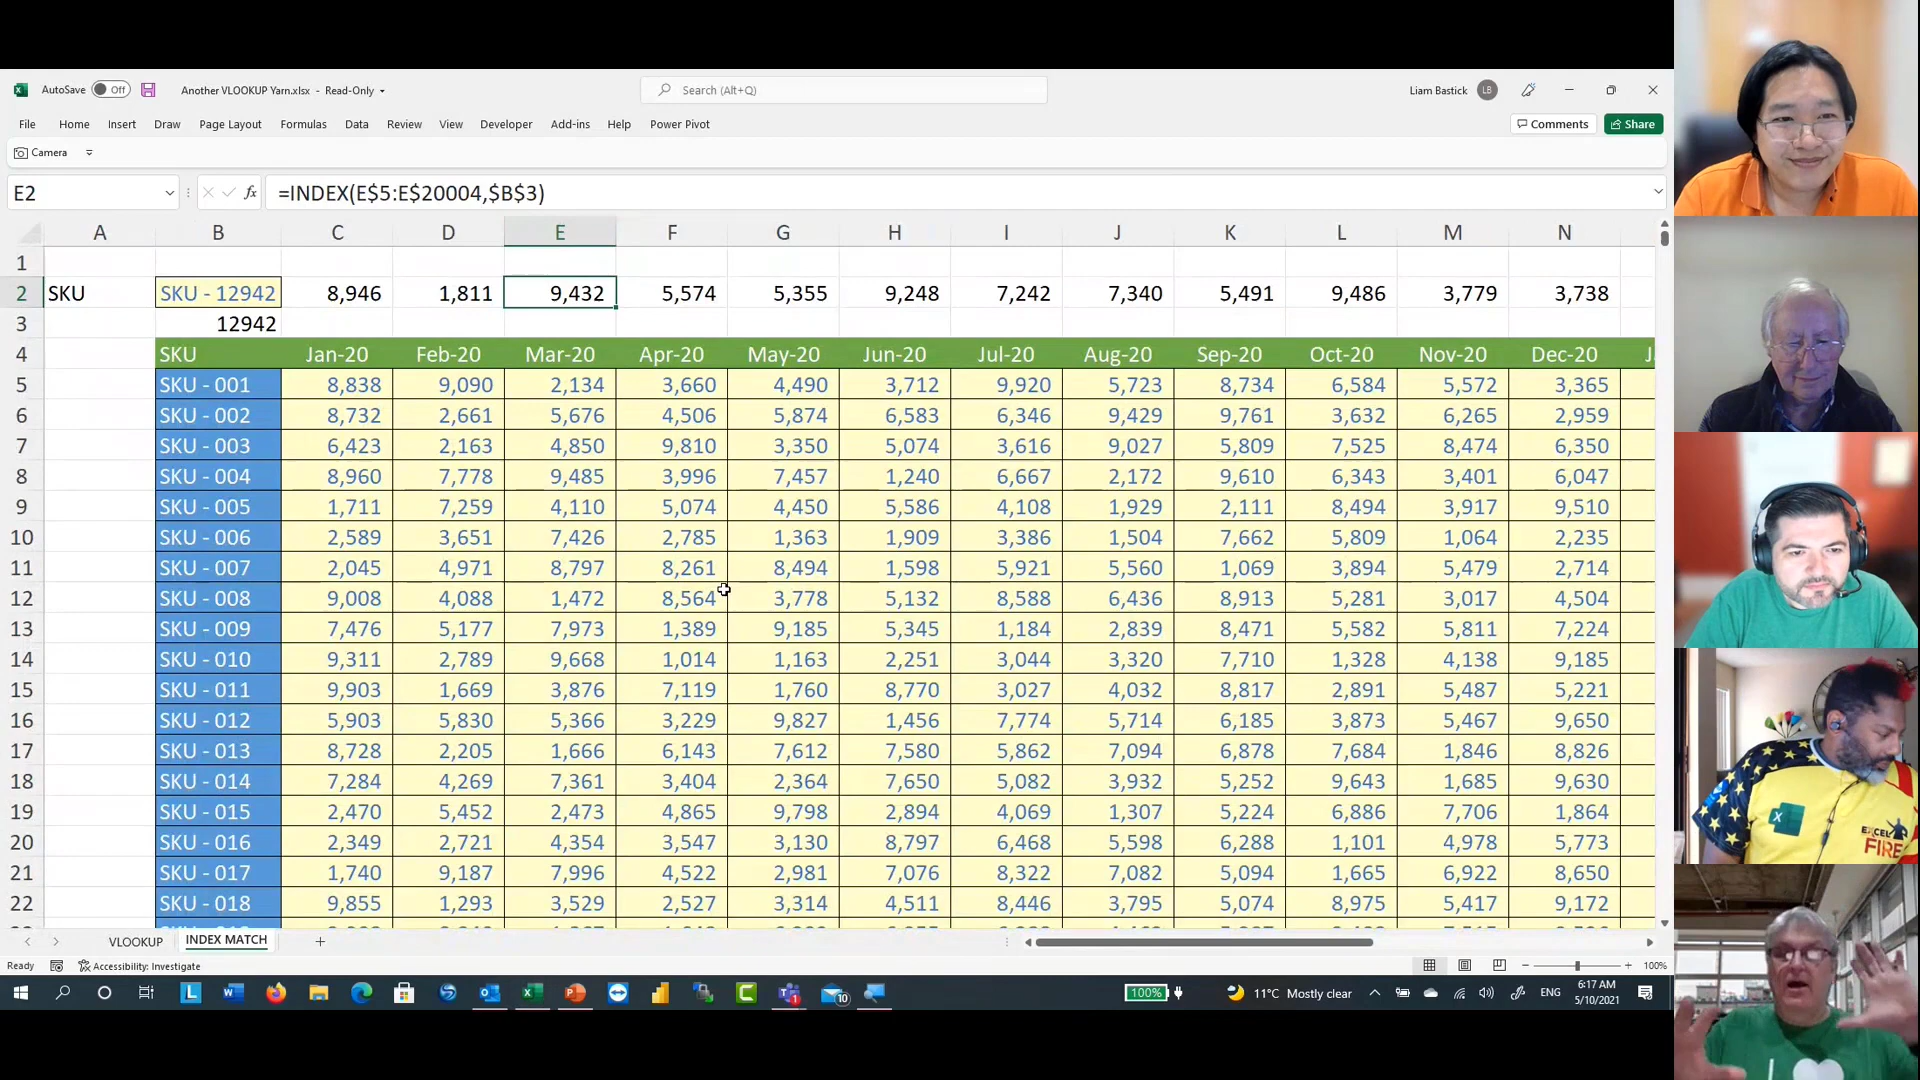 AutoSave Off Another VLOOKUP Yarn.xlsx - Read-Only Search (Alt+Q) Liam Bastick LB
File Home Insert Draw Page Layout Formulas Data Review View Developer Add-ins Help Power Pivot Comments Share
Camera
E2 fx =INDEX(E$5:E$20004,$B$3)
A B C D E F G H I J K L M N
1
2 SKU SKU - 12942 8,946 1,811 9,432 5,574 5,355 9,248 7,242 7,340 5,491 9,486 3,779 3,738
3 12942
4 SKU Jan-20 Feb-20 Mar-20 Apr-20 May-20 Jun-20 Jul-20 Aug-20 Sep-20 Oct-20 Nov-20 Dec-20
5 SKU - 001 8,838 9,090 2,134 3,660 4,490 3,712 9,920 5,723 8,734 6,584 5,572 3,365
6 SKU - 002 8,732 2,661 5,676 4,506 5,874 6,583 6,346 9,429 9,761 3,632 6,265 2,959
7 SKU - 003 6,423 2,163 4,850 9,810 3,350 5,074 3,616 9,027 5,809 7,525 8,474 6,350
8 SKU - 004 8,960 7,778 9,485 3,996 7,457 1,240 6,667 2,172 9,610 6,343 3,401 6,047
9 SKU - 005 1,711 7,259 4,110 5,074 4,450 5,586 4,108 1,929 2,111 8,494 3,917 9,510
10 SKU - 006 2,589 3,651 7,426 2,785 1,363 1,909 3,386 1,504 7,662 5,809 1,064 2,235
11 SKU - 007 2,045 4,971 8,797 8,261 8,494 1,598 5,921 5,560 1,069 3,894 5,479 2,714
12 SKU - 008 9,008 4,088 1,472 8,564 3,778 5,132 8,588 6,436 8,913 5,281 3,017 4,504
13 SKU - 009 7,476 5,177 7,973 1,389 9,185 5,345 1,184 2,839 8,471 5,582 5,811 7,224
14 SKU - 010 9,311 2,789 9,668 1,014 1,163 2,251 3,044 3,320 7,710 1,328 4,138 9,185
15 SKU - 011 9,903 1,669 3,876 7,119 1,760 8,770 3,027 4,032 8,817 2,891 5,487 5,221
16 SKU - 012 5,903 5,830 5,366 3,229 9,827 1,456 7,774 5,714 6,185 3,873 5,467 9,650
17 SKU - 013 8,728 2,205 1,666 6,143 7,612 7,580 5,862 7,094 6,878 7,684 1,846 8,826
18 SKU - 014 7,284 4,269 7,361 3,404 2,364 7,650 5,082 3,932 5,252 9,643 1,685 9,630
19 SKU - 015 2,470 5,452 2,473 4,865 9,798 2,894 4,069 1,307 5,224 6,886 7,706 1,864
20 SKU - 016 2,349 2,721 4,354 3,547 3,130 8,797 6,468 5,598 6,288 1,101 4,978 5,773
21 SKU - 017 1,740 9,187 7,996 4,522 2,981 7,076 8,322 7,082 5,094 1,665 6,922 8,650
22 SKU - 018 9,855 1,293 3,529 2,527 3,314 4,511 8,446 3,795 5,074 8,975 5,417 9,172
VLOOKUP INDEX MATCH
Ready Accessibility: Investigate 100%
100% 11°C Mostly clear ENG 6:17 AM
5/10/2021
EXCEL
FIRE
I